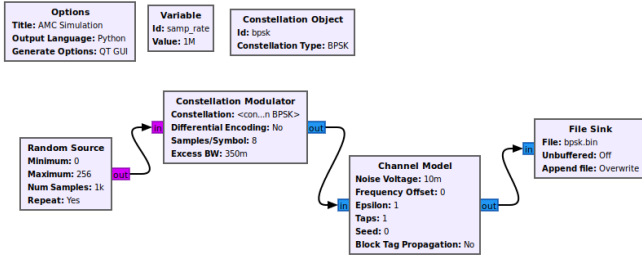 Options
Title: AMC Simulation
Output Language: Python
Generate Options: QT GUI
Variable
Id: samp_rate
Value: 1M
Constellation Object
Id: bpsk
Constellation Type: BPSK
Random Source
Minimum: 0
Maximum: 256
Num Samples: 1k
Repeat: Yes
out
in
Constellation Modulator
Constellation: <con...n BPSK>
Differential Encoding: No
Samples/Symbol: 8
Excess BW: 350m
out
in
Channel Model
Noise Voltage: 10m
Frequency Offset: 0
Epsilon: 1
Taps: 1
Seed: 0
Block Tag Propagation: No
out
in
File Sink
File: bpsk.bin
Unbuffered: Off
Append file: Overwrite